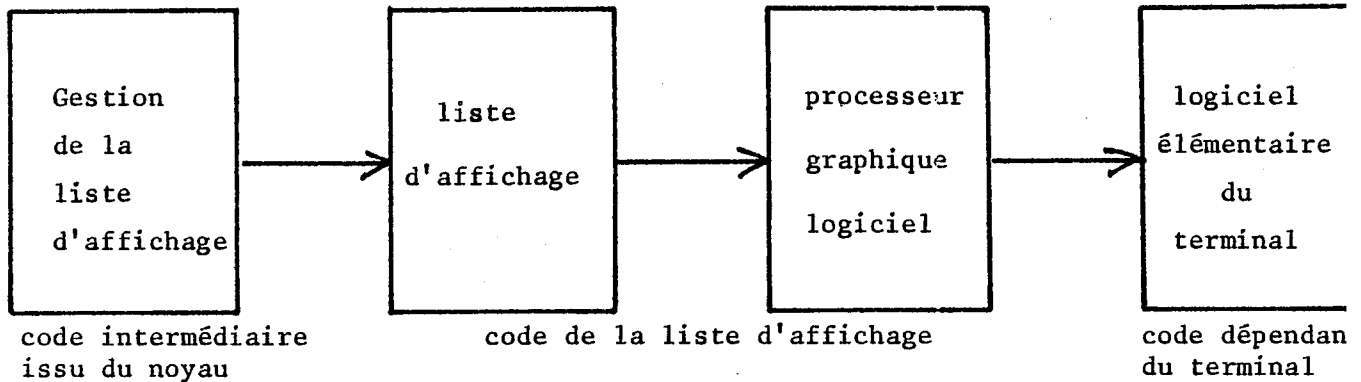 Gestion
de la
liste
d'affichage
liste
d'affichage
processeur
graphique
logiciel
logiciel
élémentaire
du
terminal
code intermédiaire
issu du noyau
code de la liste d'affichage
code dépendan
du terminal